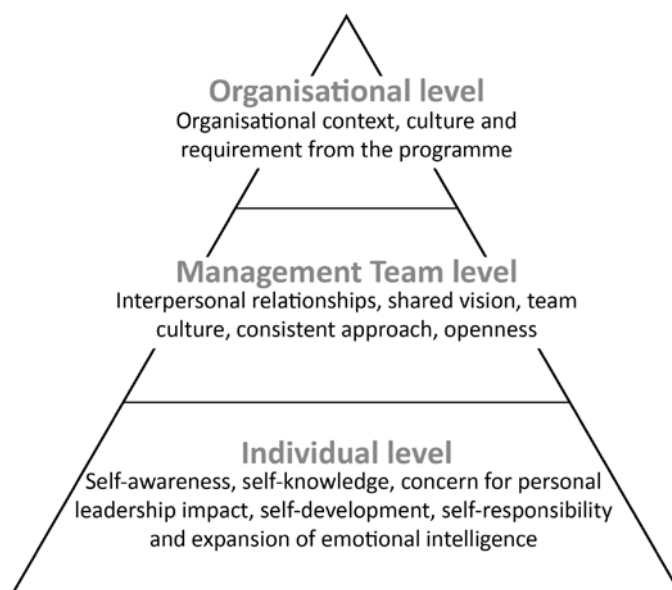 Organisational level
Organisational context, culture and
requirement from the programme
Management Team level
Interpersonal relationships, shared vision, team
culture, consistent approach, openness
Individual level
Self-awareness, self-knowledge, concern for personal
leadership impact, self-development, self-responsibility
and expansion of emotional intelligence